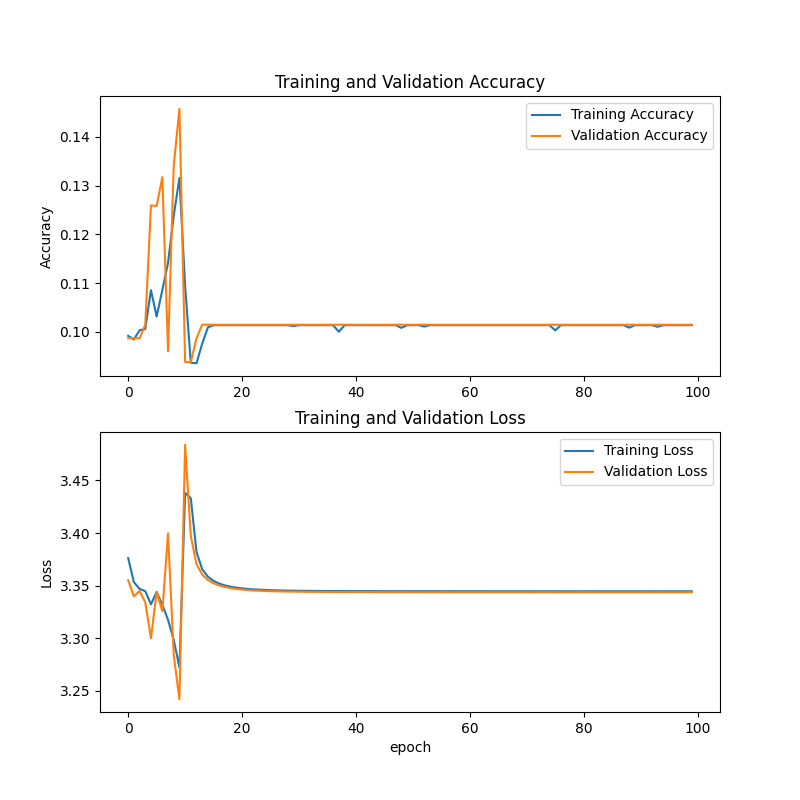 Training and Validation Accuracy
Accuracy
0.14
0.13
0.12
0.11
0.10
Training Accuracy
Validation Accuracy
0 20 40 60 80 100
Training and Validation Loss
Loss
3.45
3.40
3.35
3.30
3.25
Training Loss
Validation Loss
0 20 40 60 80 100
epoch